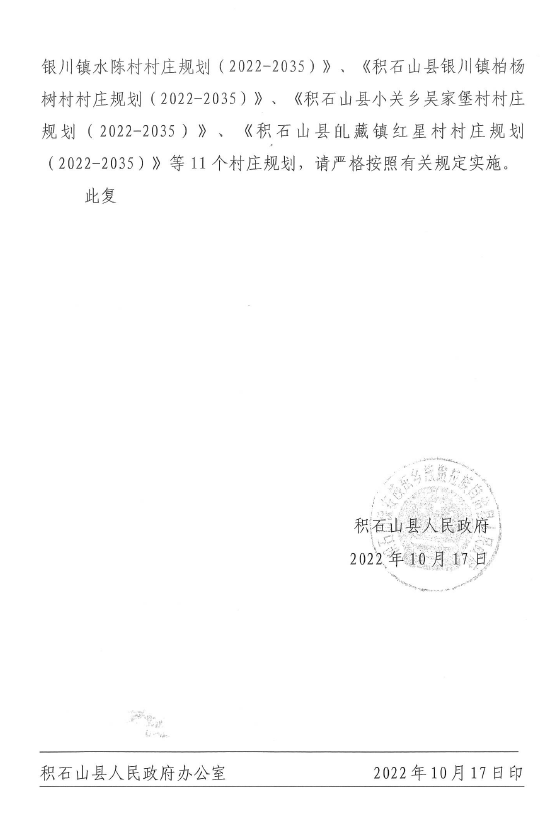 银川镇水陈村村庄规划（2022-2035）》、《积石山县银川镇柏杨
树村村庄规划（2022-2035）》、《积石山县小关乡吴家堡村村庄
规划（2022-2035）》、《积石山县癿藏镇红星村村庄规划
（2022-2035）》等11个村庄规划，请严格按照有关规定实施。
此复
积石山县人民政府
2022年10月17日
积石山县人民政府办公室
2022年10月17日印